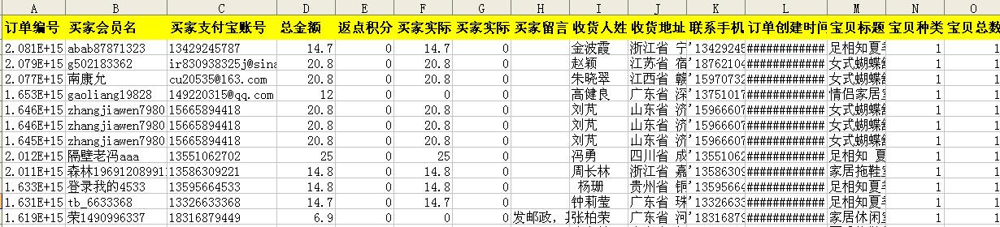 A B C D E F G H I J K L M N O
订单编号 买家会员名 买家支付宝账号 总金额 返点积分 买家实际 买家实际 买家留言 收货人姓 收货地址 联系手机 订单创建时间 宝贝标题 宝贝种类 宝贝总数
2.081E+15 abab87871323 13429245787 14.7 0 14.7 0 金波霞 浙江省 宁 '13429245 ############ 足相知夏季 1 1
2.079E+15 g502183362 ir830938325j@sina 20.8 0 20.8 0 赵颖 江苏省 宿 '18762104 ############ 女式蝴蝶 1 1
2.077E+15 南康允 cu20535@163.com 20.8 0 20.8 0 朱晓翠 江西省 赣 '15970732 ############ 女式蝴蝶 1 1
1.653E+15 gaoliang19828 149220315@qq.com 12 0 0 0 高健良 广东省 深 '13751017 ############ 情侣家居 1 1
1.646E+15 zhangjiawen7980 15665894418 20.8 0 20.8 0 刘芃 山东省 济 '15966607 ############ 女式蝴蝶 1 1
1.646E+15 zhangjiawen7980 15665894418 20.8 0 20.8 0 刘芃 山东省 济 '15966607 ############ 女式蝴蝶 1 1
1.645E+15 zhangjiawen7980 15665894418 20.8 0 20.8 0 刘芃 山东省 济 '15966607 ############ 女式蝴蝶 1 1
2.012E+15 隔壁老冯aaa 13551062702 25 0 25 0 冯勇 四川省 成 '13551062 ############ 足相知 夏 1 1
2.011E+15 森林19691208991 13586309221 14.8 0 14.8 0 周长林 浙江省 嘉 '13586309 ############ 家居拖鞋 1 1
1.633E+15 登录我的4533 13595664533 14.8 0 14.8 0 杨珊 贵州省 铜 '13595664 ############ 足相知夏季 1 1
1.631E+15 tb_6633368 13326633368 14.7 0 14.7 0 钟莉莹 广东省 珠 '13326633 ############ 足相知夏季 1 1
1.619E+15 荣1490996337 18316879449 6.9 0 0 0 发邮政, 张柏荣 广东省 河 '18316879 ############ 家居休闲 1 1